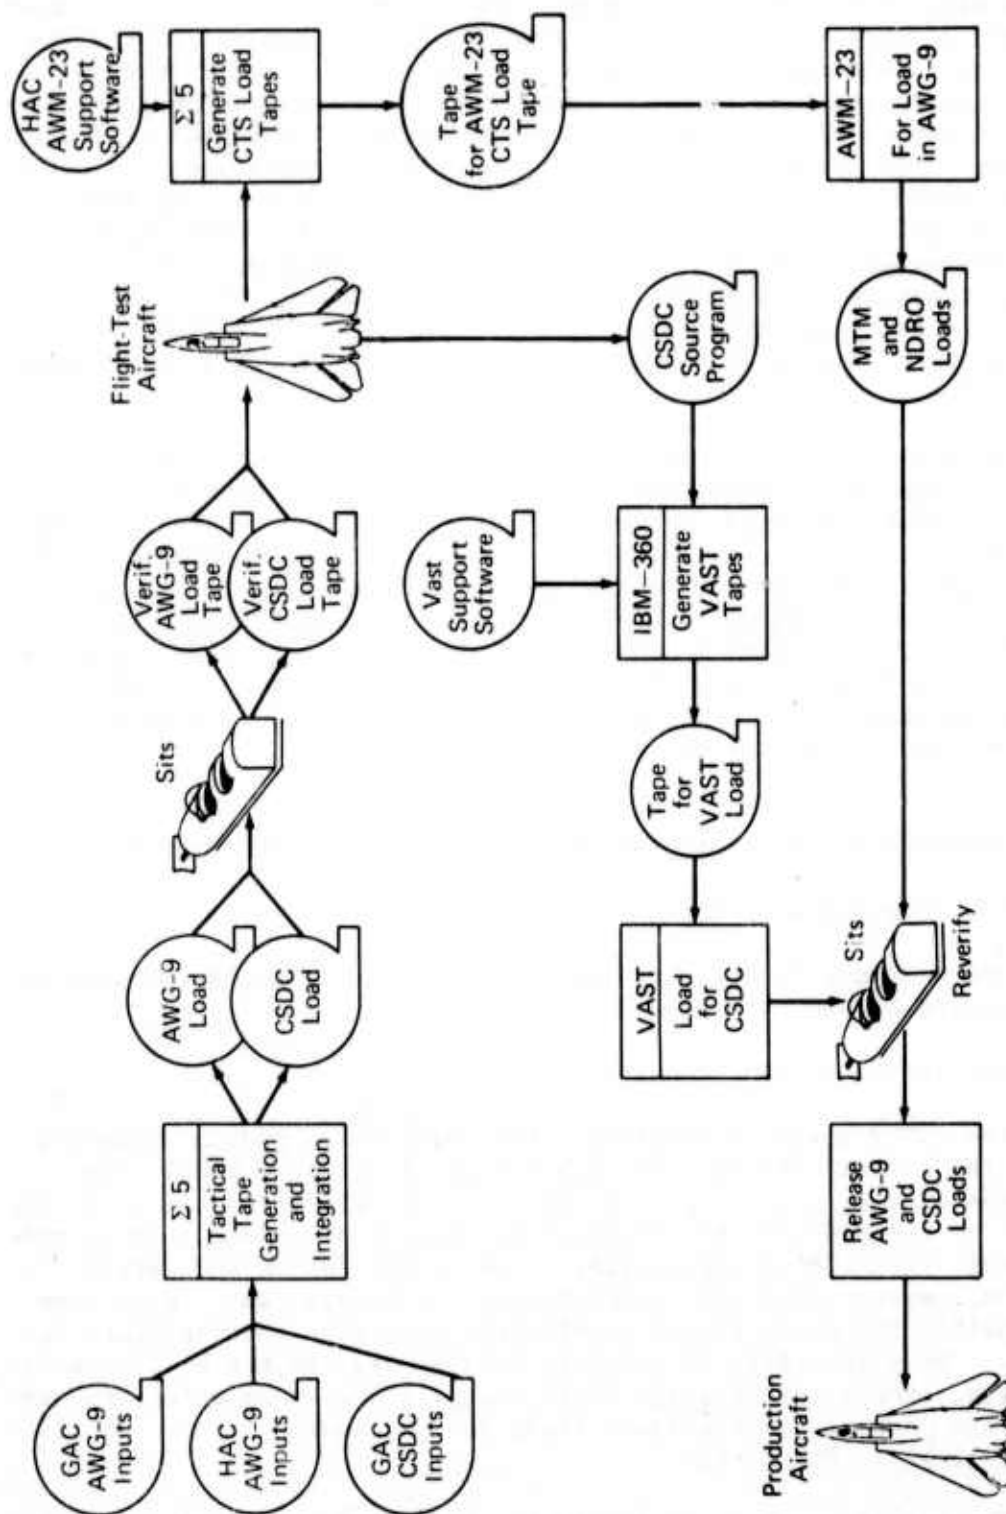 GAC
AWG-9
Inputs
HAC
AWG-9
Inputs
GAC
CSDC
Inputs
Σ 5
Tactical
Tape
Generation
and
Integration
AWG-9
Load
CSDC
Load
Sits
Verif.
AWG-9
Load
Tape
Verif.
CSDC
Load
Tape
Flight-Test
Aircraft
HAC
AWM-23
Support
Software
Σ 5
Generate
CTS Load
Tapes
Tape
for AWM-23
CTS Load
Tape
AWM-23
For Load
in AWG-9
MTM
and
NDRO
Loads
CSDC
Source
Program
Vast
Support
Software
IBM-360
Generate
VAST
Tapes
Tape
for
VAST
Load
VAST
Load
for
CSDC
Sits
Reverify
Release
AWG-9
and
CSDC
Loads
Production
Aircraft